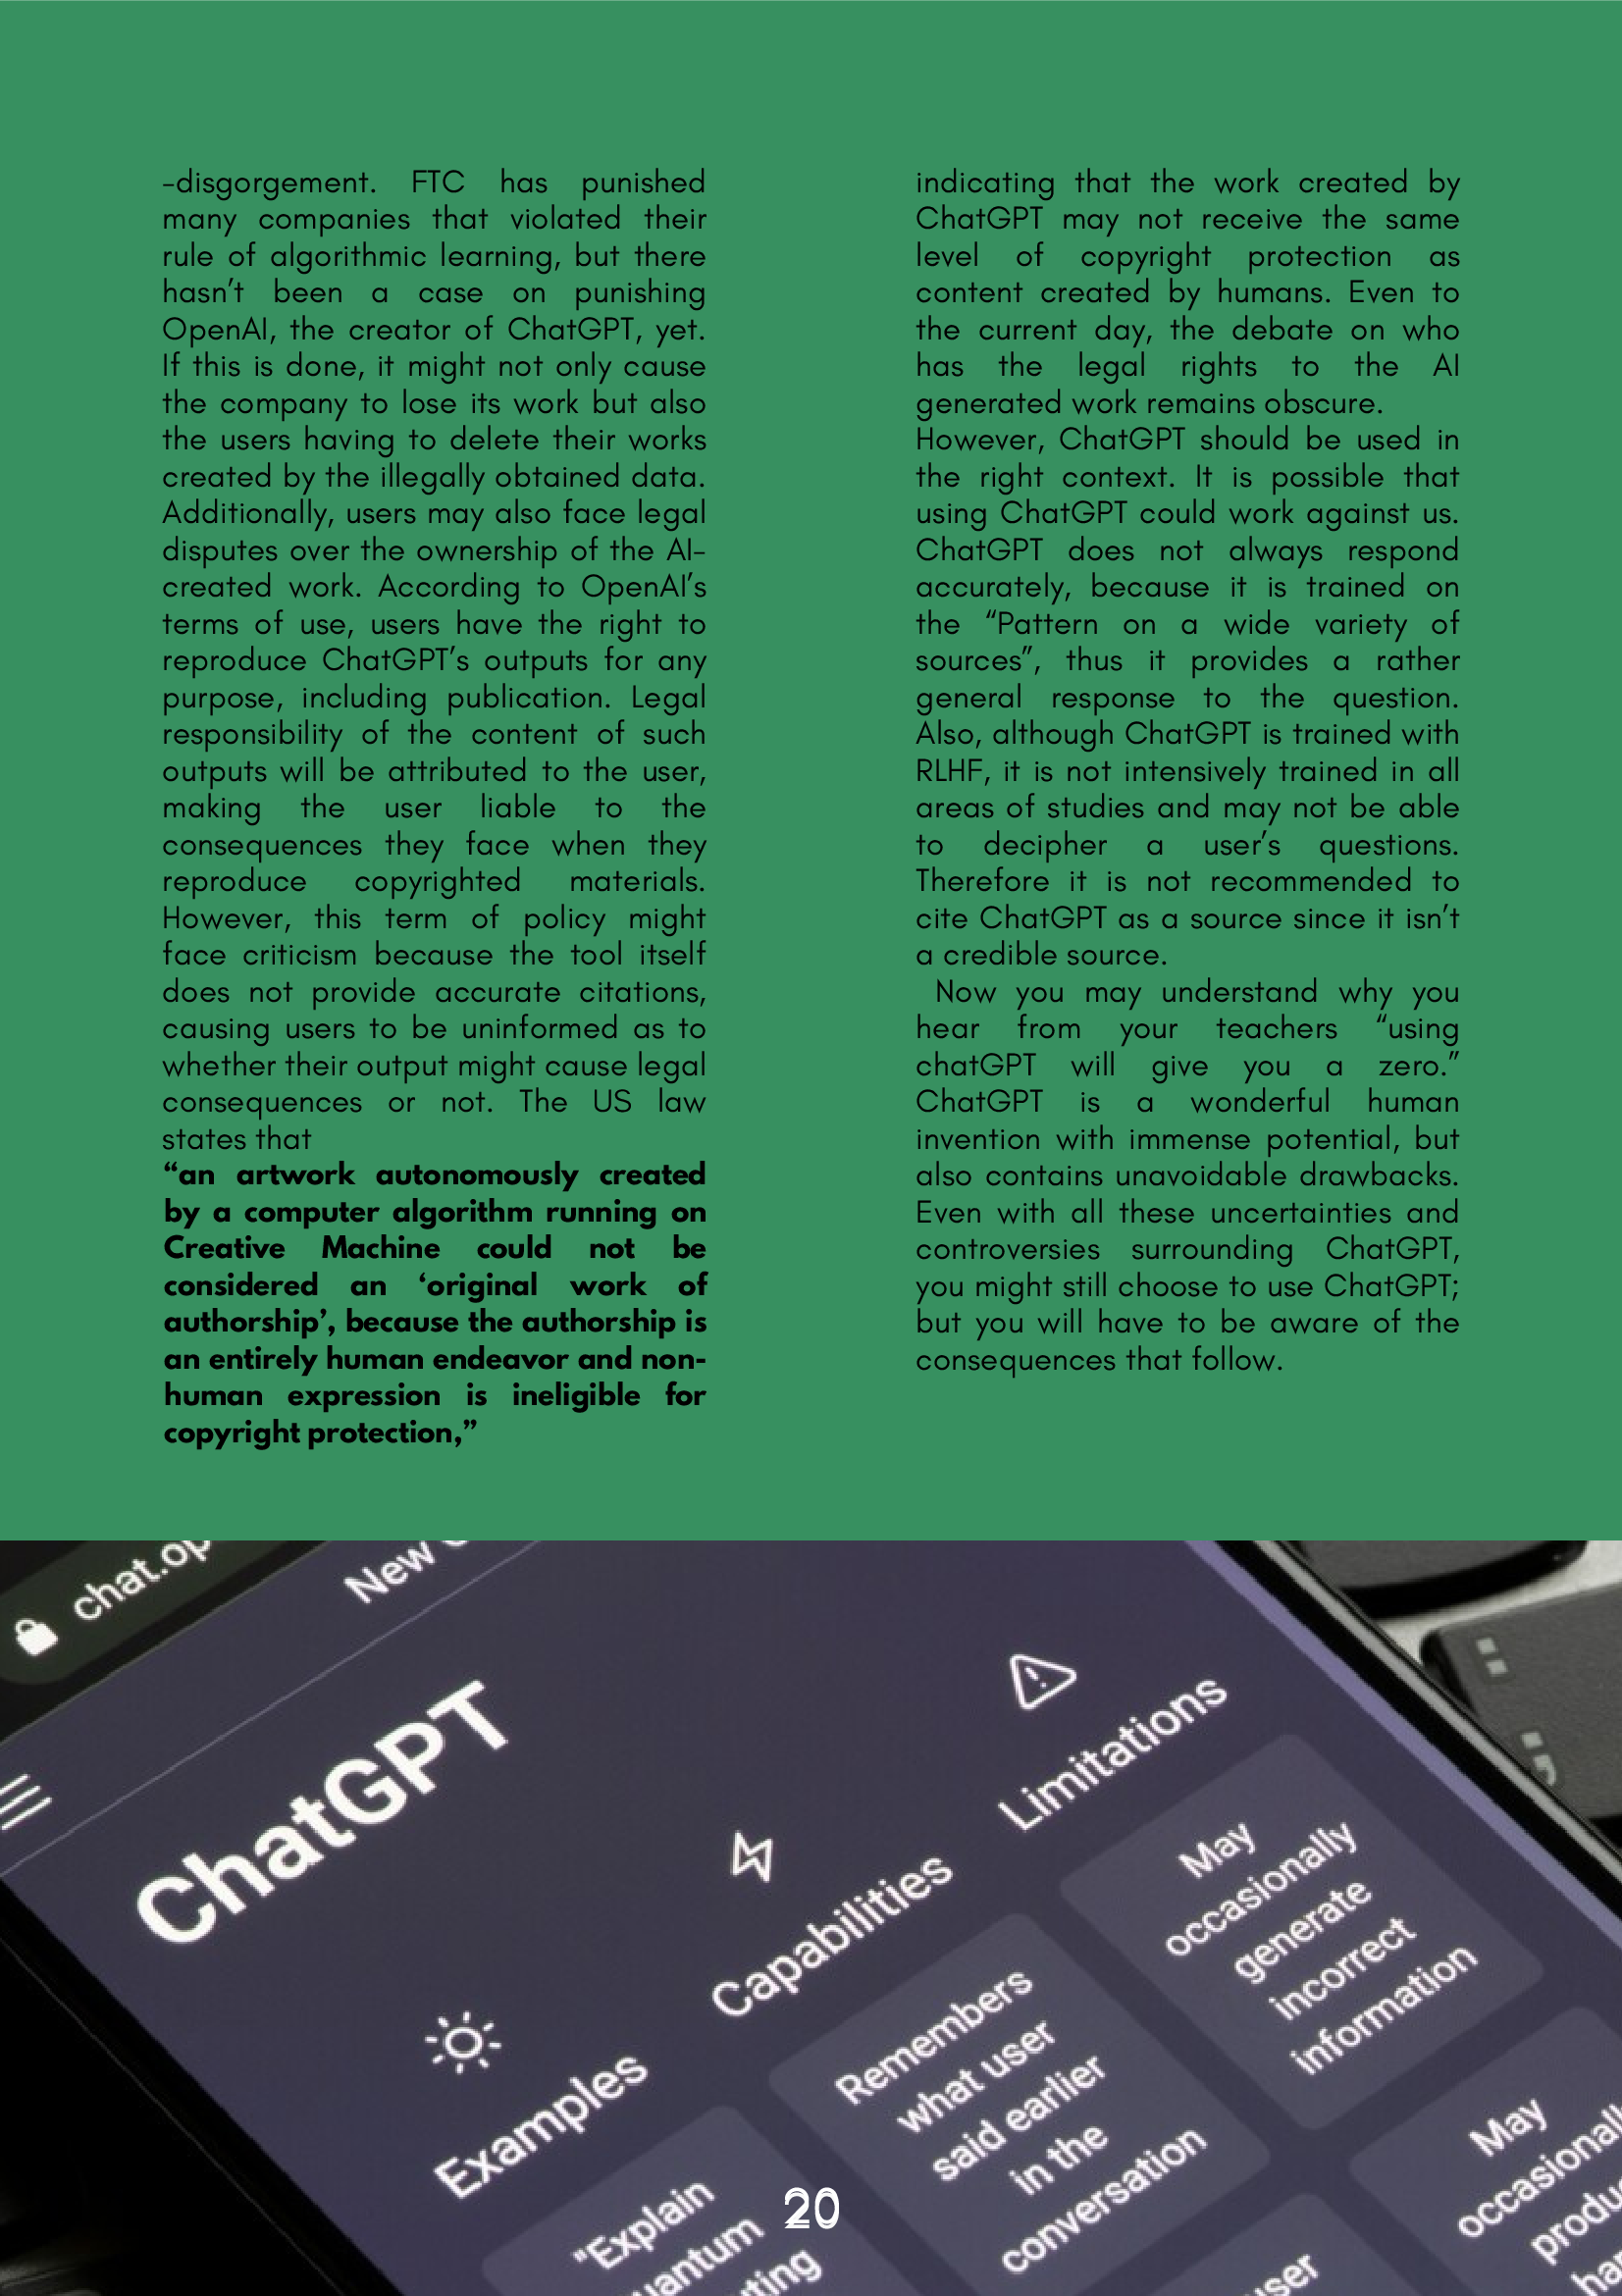 -disgorgement. FTC has punished
many companies that violated their
rule of algorithmic learning, but there
hasn't been a case on punishing
OpenAI, the creator of ChatGPT, yet.
If this is done, it might not only cause
the company to lose its work but also
the users having to delete their works
created by the illegally obtained data.
Additionally, users may also face legal
disputes over the ownership of the AI-
created work. According to OpenAI's
terms of use, users have the right to
reproduce ChatGPT's outputs for any
purpose, including publication. Legal
responsibility of the content of such
outputs will be attributed to the user,
making the user liable to the
consequences they face when they
reproduce copyrighted materials.
However, this term of policy might
face criticism because the tool itself
does not provide accurate citations,
causing users to be uninformed as to
whether their output might cause legal
consequences or not. The US law
states that
“an artwork autonomously created
by a computer algorithm running on
Creative Machine could not be
considered an ‘original work of
authorship’, because the authorship is
an entirely human endeavor and non-
human expression is ineligible for
copyright protection,”
indicating that the work created by
ChatGPT may not receive the same
level of copyright protection as
content created by humans. Even to
the current day, the debate on who
has the legal rights to the AI
generated work remains obscure.
However, ChatGPT should be used in
the right context. It is possible that
using ChatGPT could work against us.
ChatGPT does not always respond
accurately, because it is trained on
the “Pattern on a wide variety of
sources”, thus it provides a rather
general response to the question.
Also, although ChatGPT is trained with
RLHF, it is not intensively trained in all
areas of studies and may not be able
to decipher a user's questions.
Therefore it is not recommended to
cite ChatGPT as a source since it isn't
a credible source.
Now you may understand why you
hear from your teachers “using
chatGPT will give you a zero.”
ChatGPT is a wonderful human
invention with immense potential, but
also contains unavoidable drawbacks.
Even with all these uncertainties and
controversies surrounding ChatGPT,
you might still choose to use ChatGPT;
but you will have to be aware of the
consequences that follow.
chat.op
New
ChatGPT
Examples
"Explain
uantum
ting
Capabilities
Remembers
what user
said earlier
in the
conversation
user
Limitations
May
occasionally
generate
incorrect
information
May
occasionall
produ
ha
20